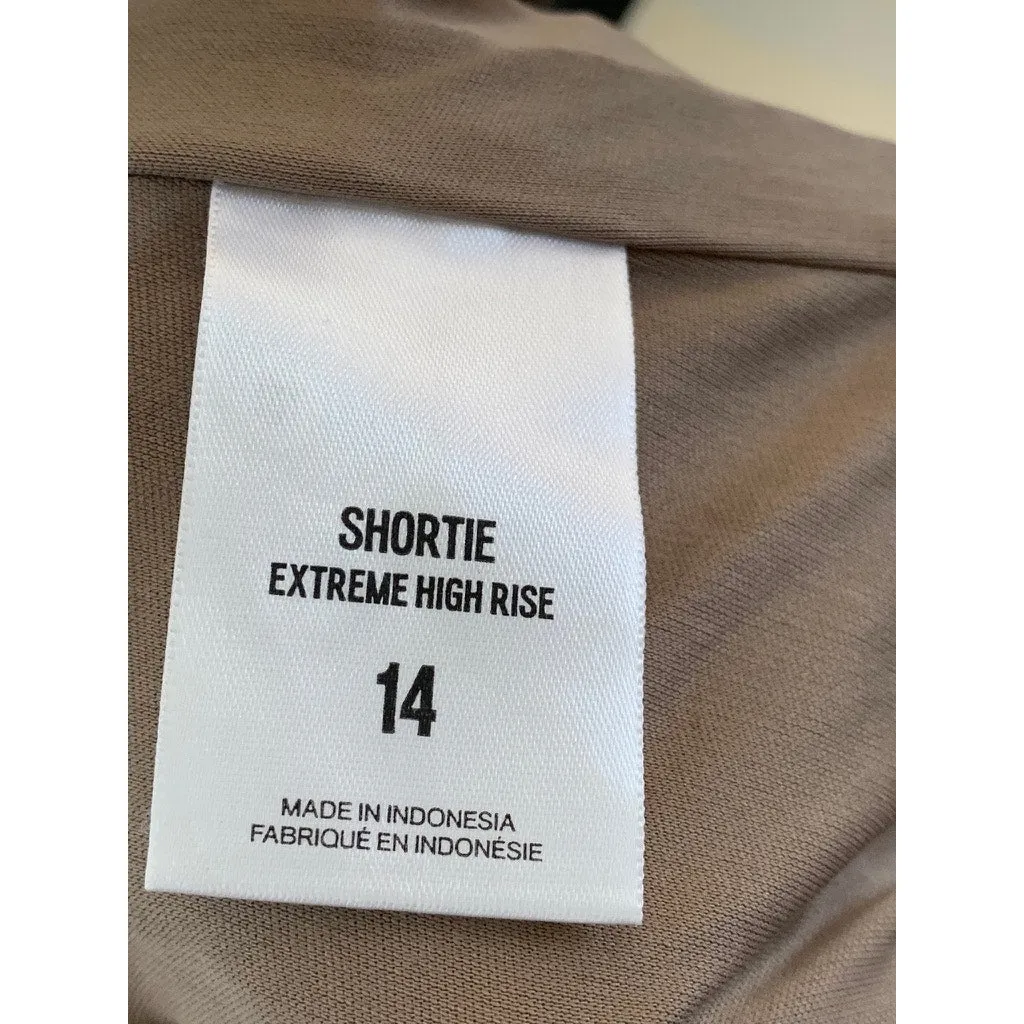 SHORTIE
EXTREME HIGH RISE
14
MADE IN INDONESIA
FABRIQUÉ EN INDONÉSIE